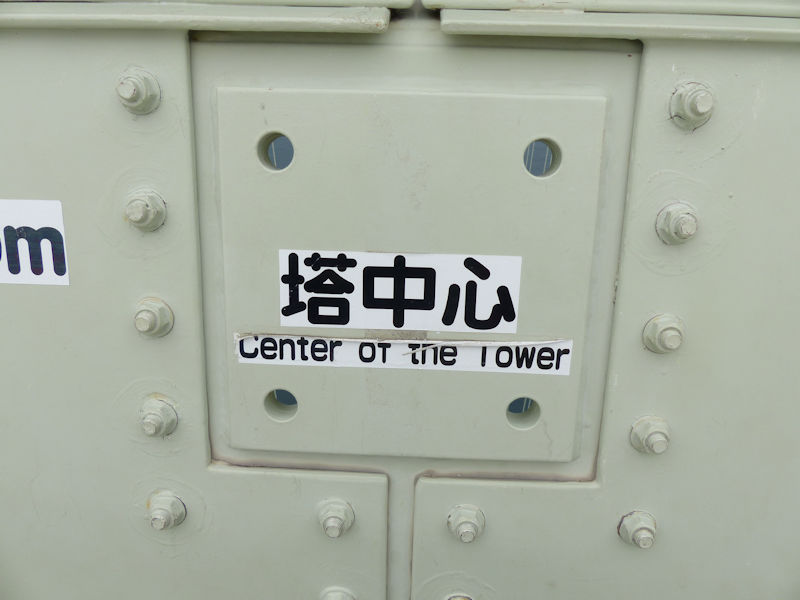 塔中心
Center of the Tower
m